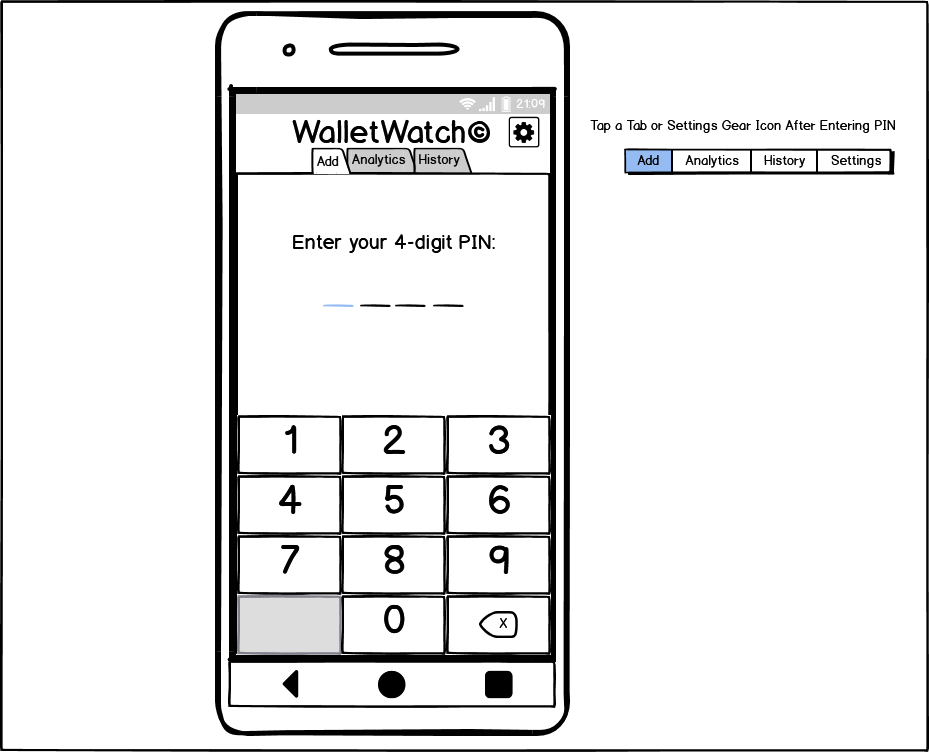 21:09
WalletWatch©
Add Analytics History
Tap a Tab or Settings Gear Icon After Entering PIN
Add Analytics History Settings
Enter your 4-digit PIN:
1 2 3
4 5 6
7 8 9
0 X